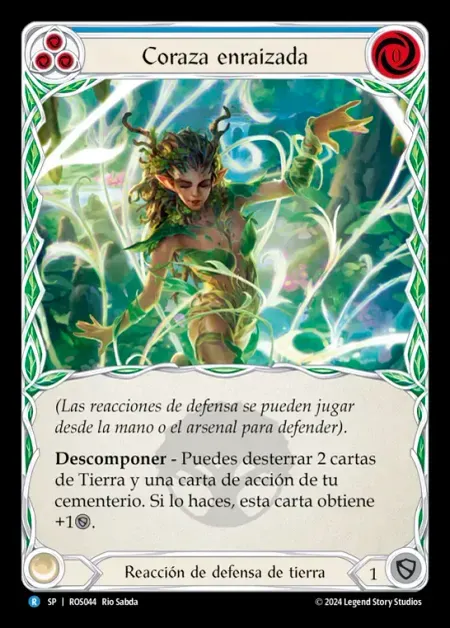 Coraza enraizada
0
(Las reacciones de defensa se pueden jugar
desde la mano o el arsenal para defender).
Descomponer - Puedes desterrar 2 cartas
de Tierra y una carta de acción de tu
cementerio. Si lo haces, esta carta obtiene
+1.
Reacción de defensa de tierra
1
R SP | ROS044 Rio Sabda
© 2024 Legend Story Studios